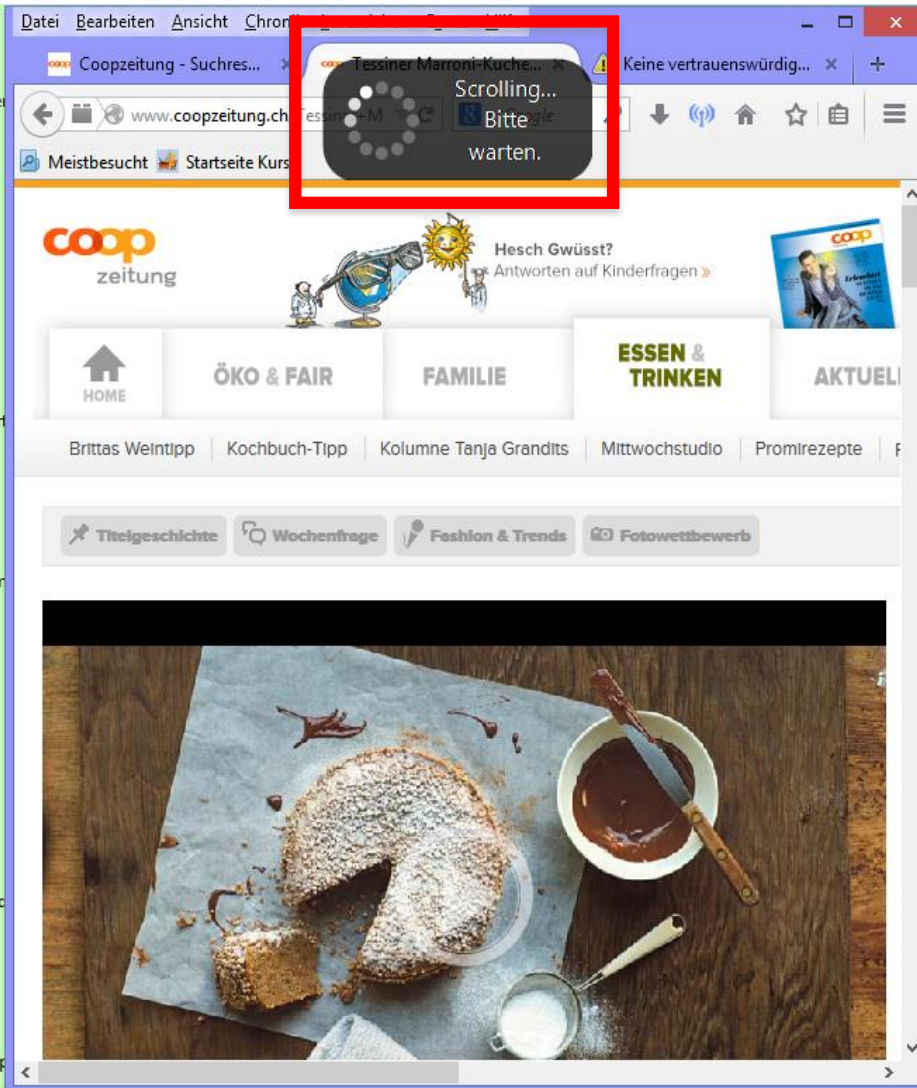 Datei Bearbeiten Ansicht
Coopzeitung - Suchres... Tessiner Marroni-Kuche... Keine vertrauenswürdig...
www.coopzeitung.ch
Scrolling...
Bitte
warten.
Meistbesucht Startseite Kurs
coop
zeitung
Hesch Gwüsst?
Antworten auf Kinderfragen »
coop
HOME
ÖKO & FAIR
FAMILIE
ESSEN &
TRINKEN
AKTUELL
Brittas Weintipp Kochbuch-Tipp Kolumne Tanja Grandits Mittwochstudio Promirezepte
Titelgeschichte Wochenfrage Fashion & Trends Fotowettbewerb